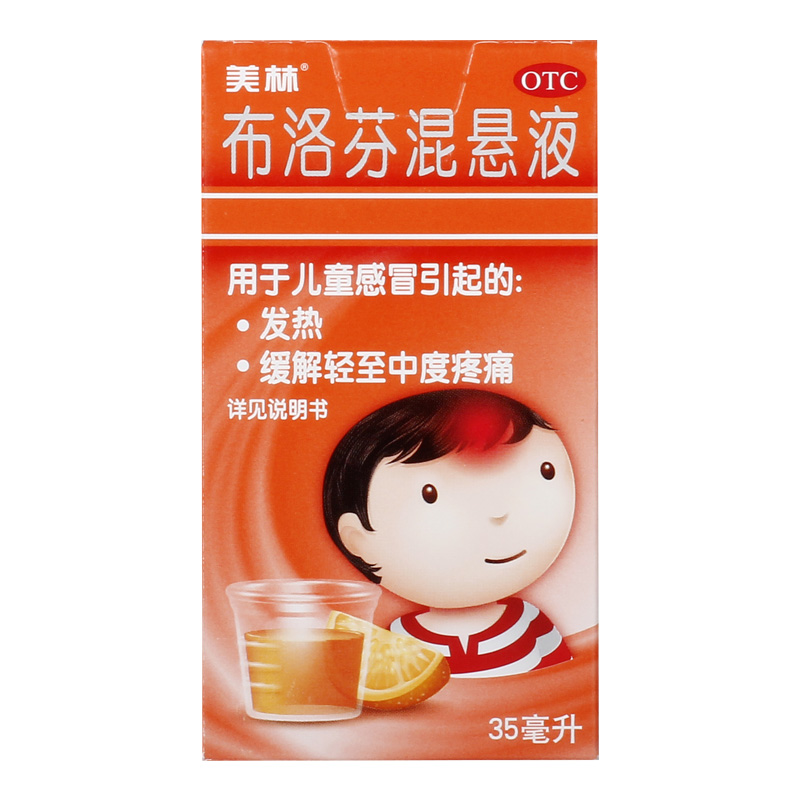 美林®
OTC
布洛芬混悬液
用于儿童感冒引起的:
• 发热
• 缓解轻至中度疼痛
详见说明书
35毫升